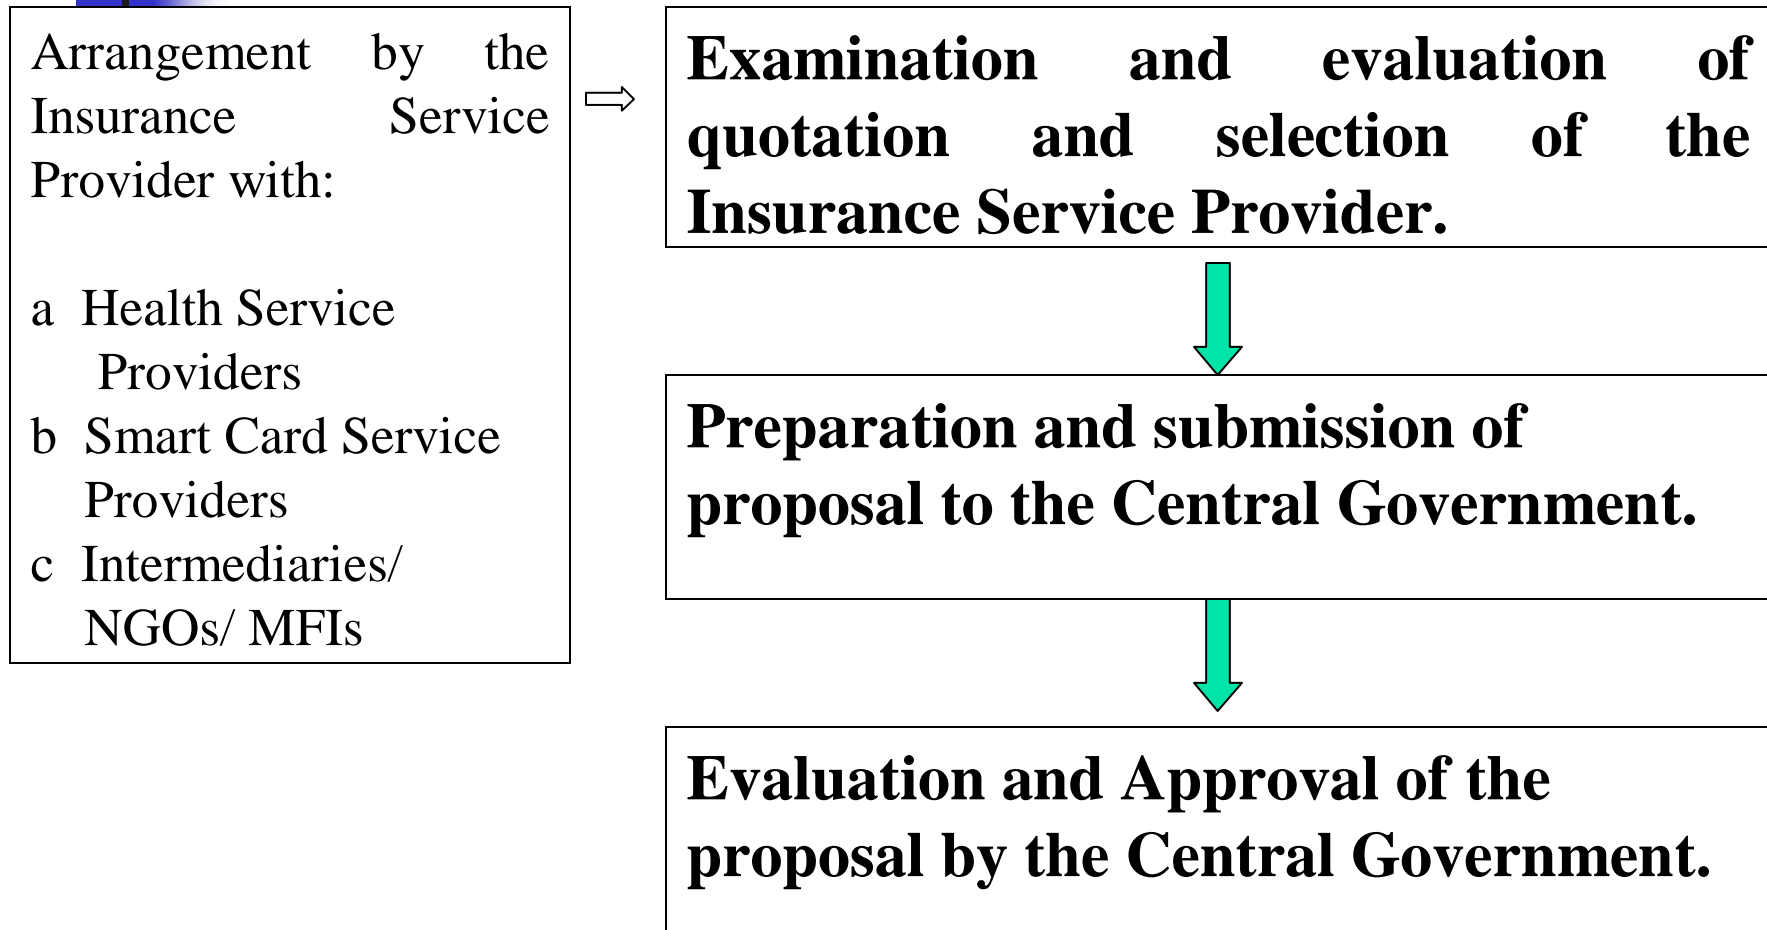 Arrangement by the
Insurance Service
Provider with:
a Health Service
Providers
b Smart Card Service
Providers
c Intermediaries/
NGOs/ MFIs
Examination and evaluation of
quotation and selection of the
Insurance Service Provider.
Preparation and submission of
proposal to the Central Government.
Evaluation and Approval of the
proposal by the Central Government.